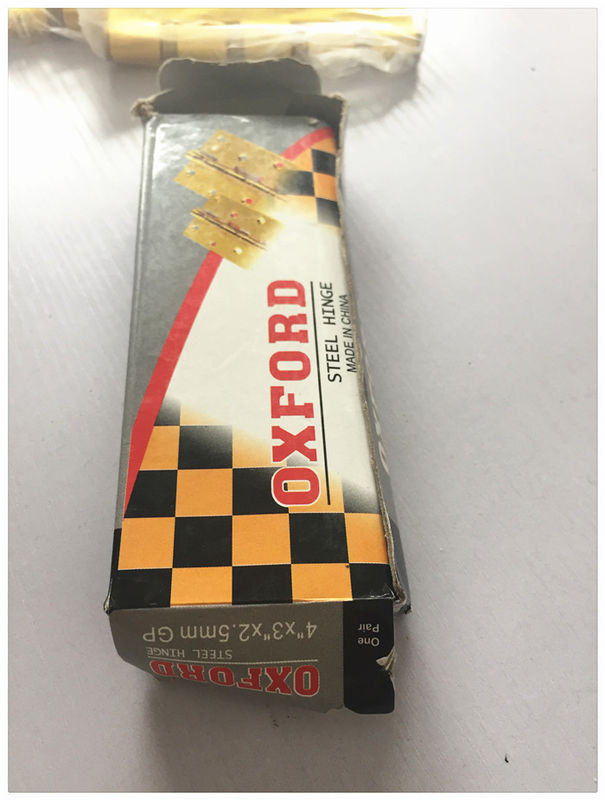 OXFORD
STEEL HINGE
MADE IN CHINA
4"x3"x2.5mm GP
One
Pair
OXFORD
STEEL HINGE